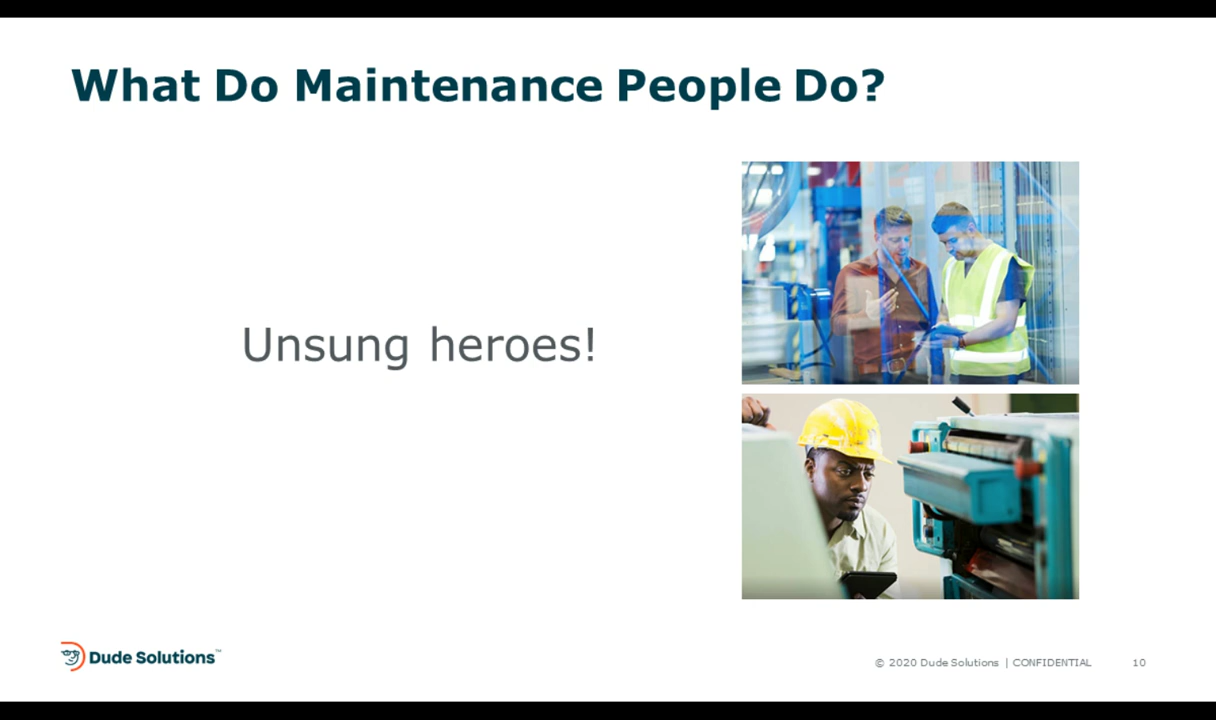 What Do Maintenance People Do?
Unsung heroes!
Dude Solutions™
© 2020 Dude Solutions | CONFIDENTIAL
10